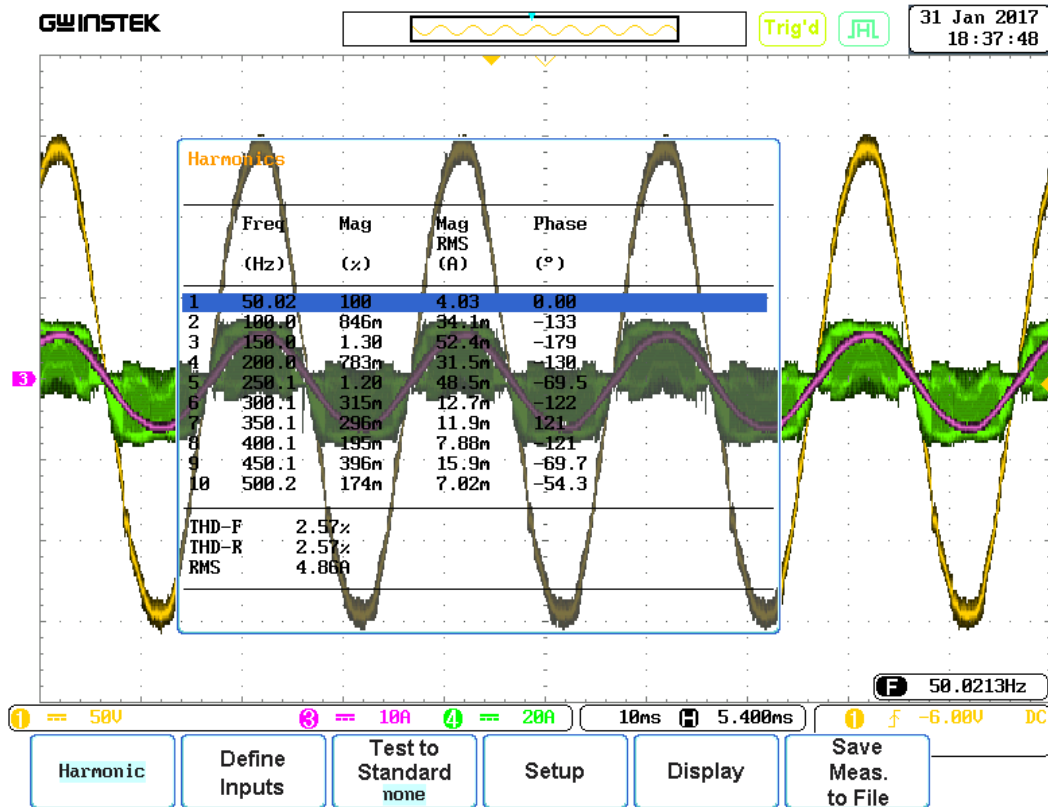 GWINSTEK
Trig'd
31 Jan 2017
18:37:48
Harmonics
Freq Mag Mag Phase
RMS
(Hz) (%) (A) (°)
1 50.02 100 4.03 0.00
2 100.0 846m 34.1m -133
3 150.0 1.30 52.4m -179
4 200.0 783m 31.5m -130
5 250.1 1.20 48.5m -69.5
6 300.1 315m 12.7m -122
7 350.1 296m 11.9m 121
8 400.1 195m 7.88m -121
9 450.1 396m 15.9m -69.7
10 500.2 174m 7.02m -54.3
THD-F 2.57%
THD-R 2.57%
RMS 4.86A
3
F 50.0213Hz
1 50V 3 10A 4 20A 10ms H 5.400ms 1 -6.00V DC
Harmonic
Define
Inputs
Test to
Standard
none
Setup
Display
Save
Meas.
to File